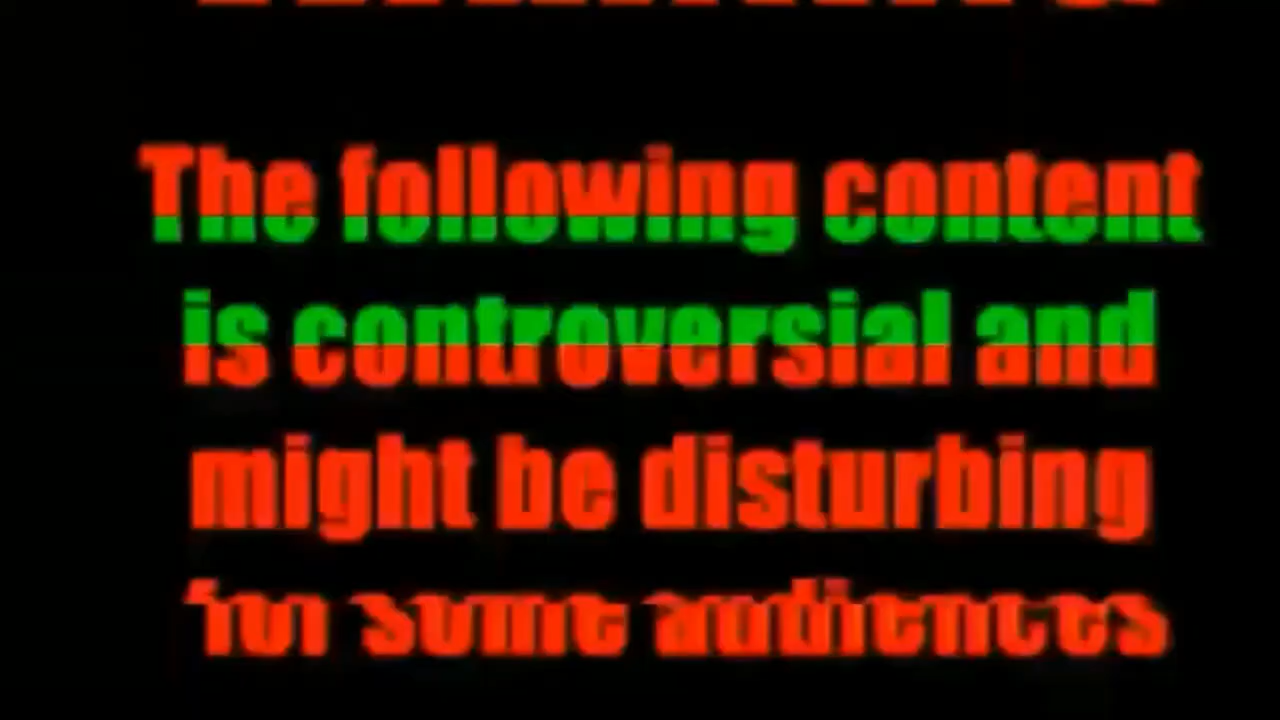 The following content
is controversial and
might be disturbing
for some audiences